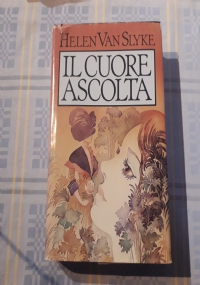 HELEN VAN SLYKE
IL CUORE
ASCOLTA